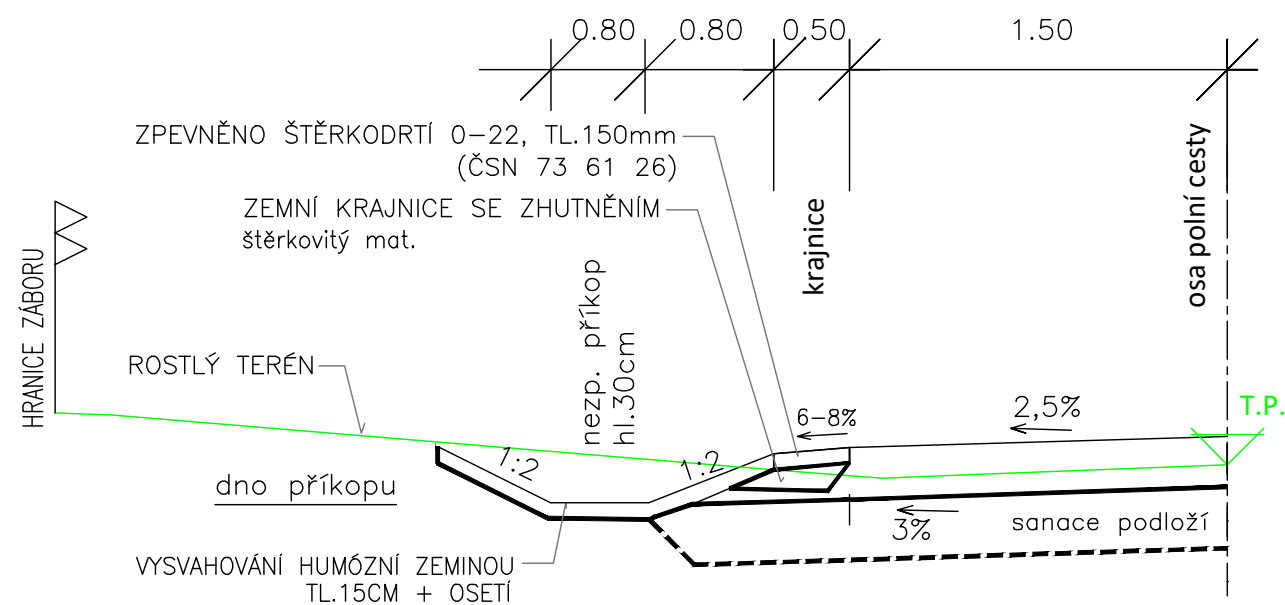 0.80 0.80 0.50 1.50
ZPEVNĚNO ŠTĚRKODRTÍ 0-22, TL.150mm
(ČSN 73 61 26)
ZEMNÍ KRAJNICE SE ZHUTNĚNÍM
štěrkovitý mat.
krajnice
osa polní cesty
HRANICE ZÁBORU
nezp. příkop
hl.30cm
ROSTLÝ TERÉN
6-8%
2,5%
T.P.
1:2
1:2
dno příkopu
3%
sanace podloží
VYSVAHOVÁNÍ HUMÓZNÍ ZEMINOU
TL.15CM + OSETÍ